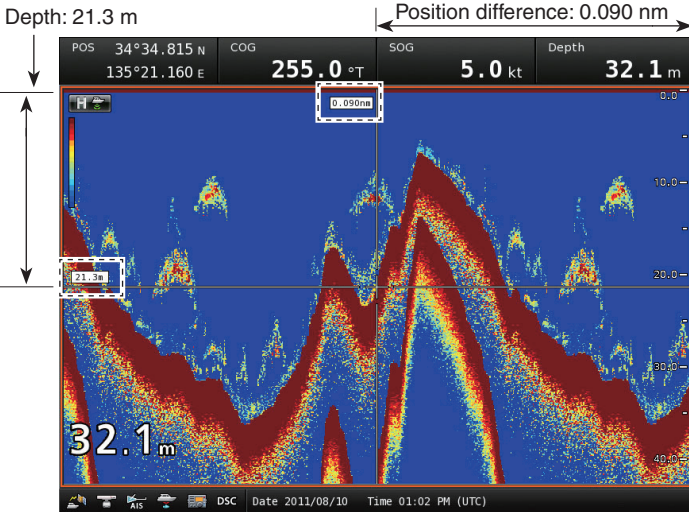 Depth: 21.3 m
Position difference: 0.090 nm
POS 34°34.815 N
135°21.160 E
COG
255.0 °T
SOG
5.0 kt
Depth
32.1 m
H
0.090nm
0.0
10.0
21.3m
20.0
30.0
32.1m
40.0
AIS
DSC
Date 2011/08/10 Time 01:02 PM (UTC)